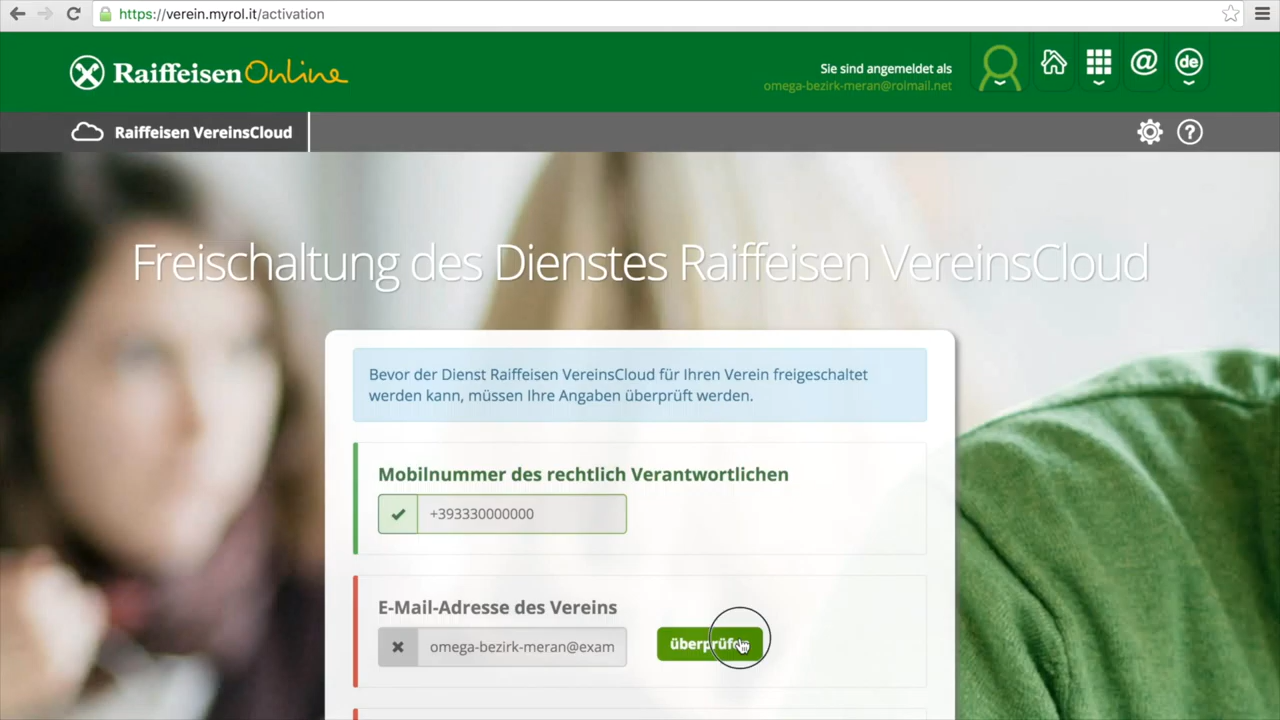 https://verein.myrol.it/activation
Raiffeisen Online
Sie sind angemeldet als
omega-bezirk-meran@rolmail.net
@
de
Raiffeisen VereinsCloud
?
Freischaltung des Dienstes Raiffeisen VereinsCloud
Bevor der Dienst Raiffeisen VereinsCloud für Ihren Verein freigeschaltet
werden kann, müssen Ihre Angaben überprüft werden.
Mobilnummer des rechtlich Verantwortlichen
+393330000000
E-Mail-Adresse des Vereins
omega-bezirk-meran@exam
überprüfen